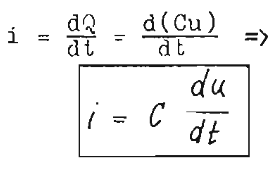 i = dQ/dt = d(Cu)/dt =>
i = C du/dt